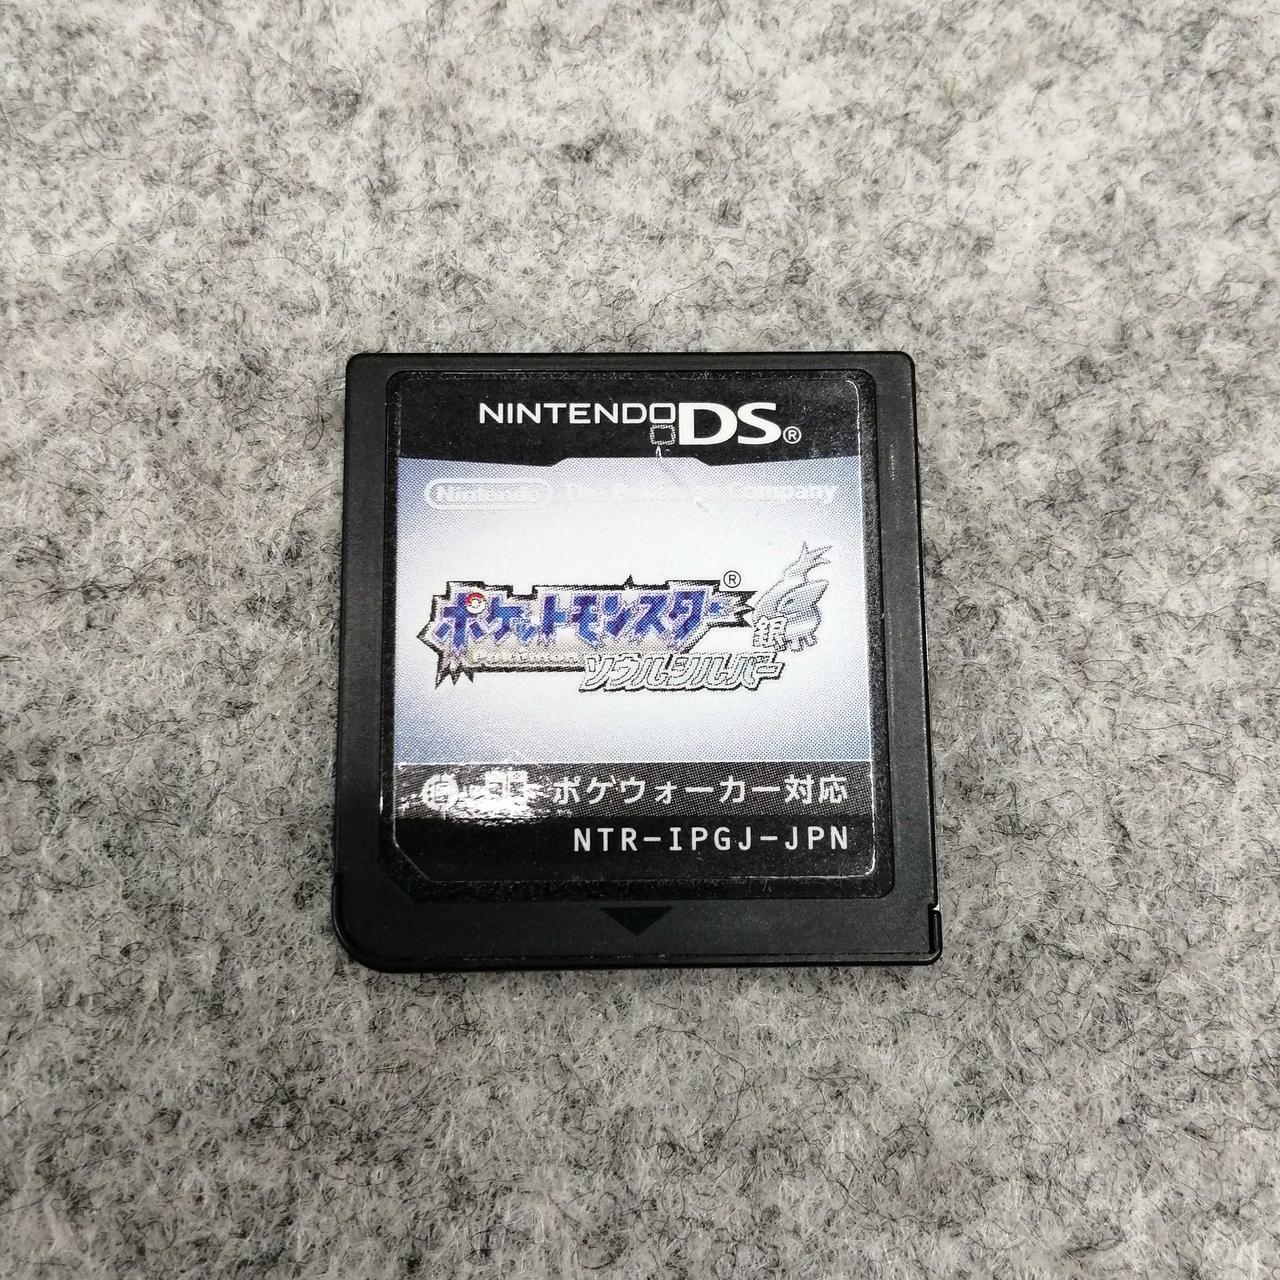 NINTENDO DS®
Nintendo The Pokémon Company
ポケットモンスター®
銀
ソウルシルバー
ポケウォーカー対応
NTR-IPGJ-JPN